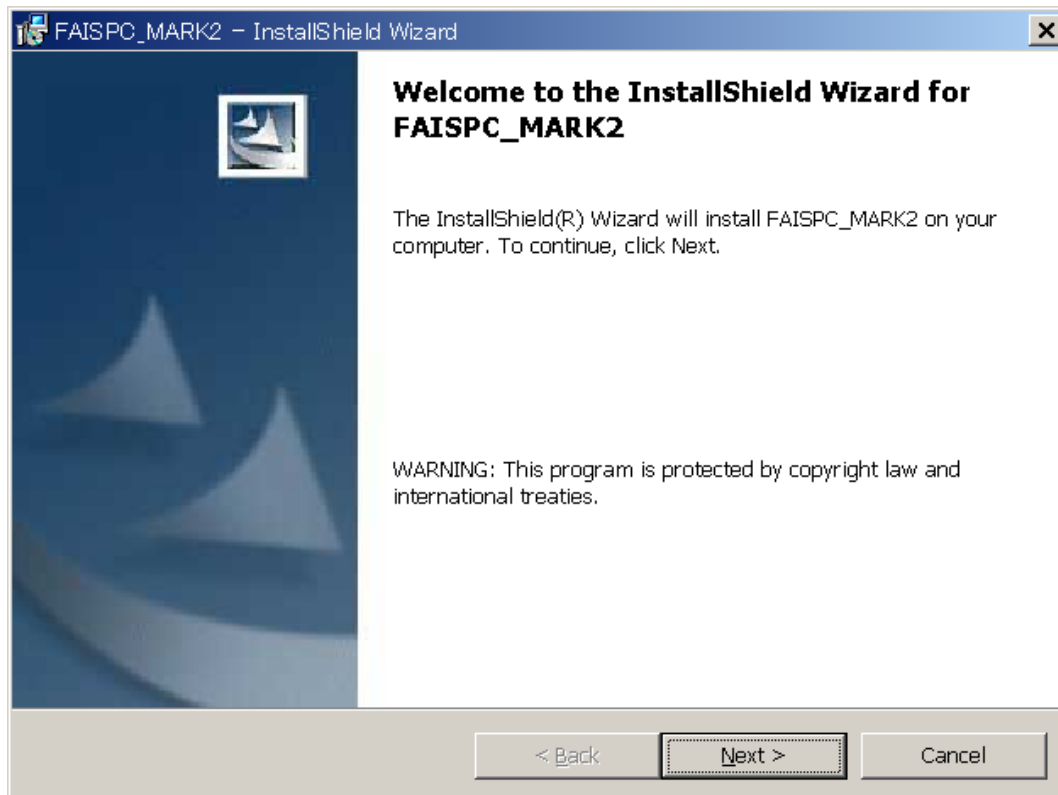 FAISPC_MARK2 - InstallShield Wizard
Welcome to the InstallShield Wizard for
FAISPC_MARK2
The InstallShield(R) Wizard will install FAISPC_MARK2 on your
computer. To continue, click Next.
WARNING: This program is protected by copyright law and
international treaties.
< Back
Next >
Cancel